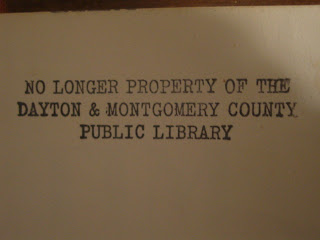 NO LONGER PROPERTY OF THE
DAYTON & MONTGOMERY COUNTY
PUBLIC LIBRARY